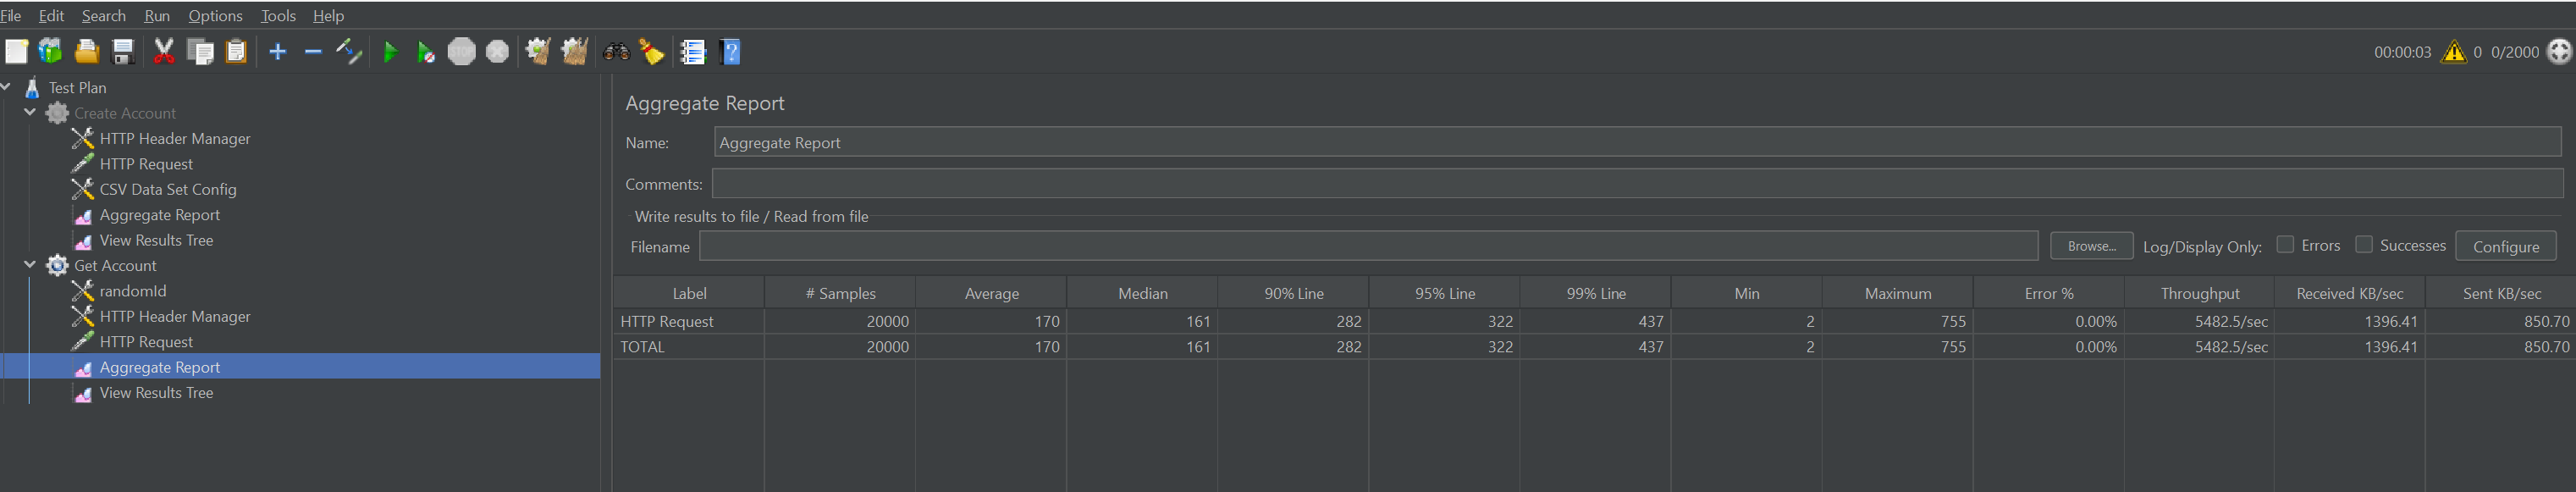 File Edit Search Run Options Tools Help
STOP
00:00:03 0 0/2000
Test Plan
Create Account
HTTP Header Manager
HTTP Request
CSV Data Set Config
Aggregate Report
View Results Tree
Get Account
randomId
HTTP Header Manager
HTTP Request
Aggregate Report
View Results Tree
Aggregate Report
Name: Aggregate Report
Comments:
Write results to file / Read from file
Filename Browse... Log/Display Only: Errors Successes Configure
Label # Samples Average Median 90% Line 95% Line 99% Line Min Maximum Error % Throughput Received KB/sec Sent KB/sec
HTTP Request 20000 170 161 282 322 437 2 755 0.00% 5482.5/sec 1396.41 850.70
TOTAL 20000 170 161 282 322 437 2 755 0.00% 5482.5/sec 1396.41 850.70